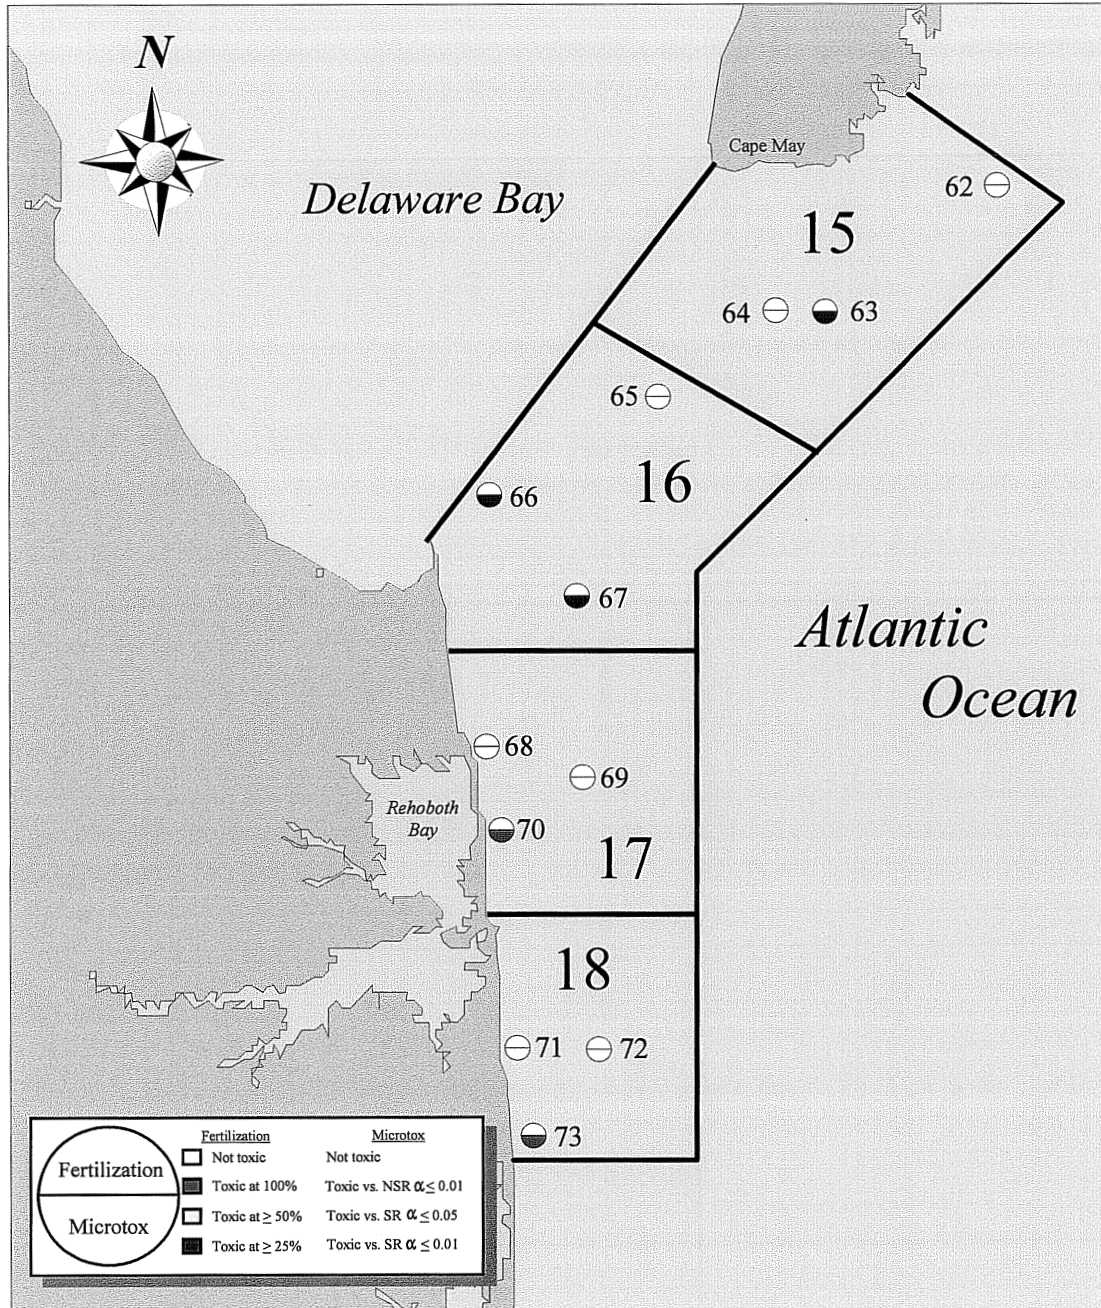 N
Cape May
Delaware Bay
62
15
64
63
65
16
66
67
Atlantic
Ocean
68
69
Rehoboth
Bay
70
17
18
71
72
73
Fertilization
Microtox
Fertilization Microtox
Not toxic Not toxic
Toxic at 100% Toxic vs. NSR α ≤ 0.01
Toxic at ≥ 50% Toxic vs. SR α ≤ 0.05
Toxic at ≥ 25% Toxic vs. SR α ≤ 0.01